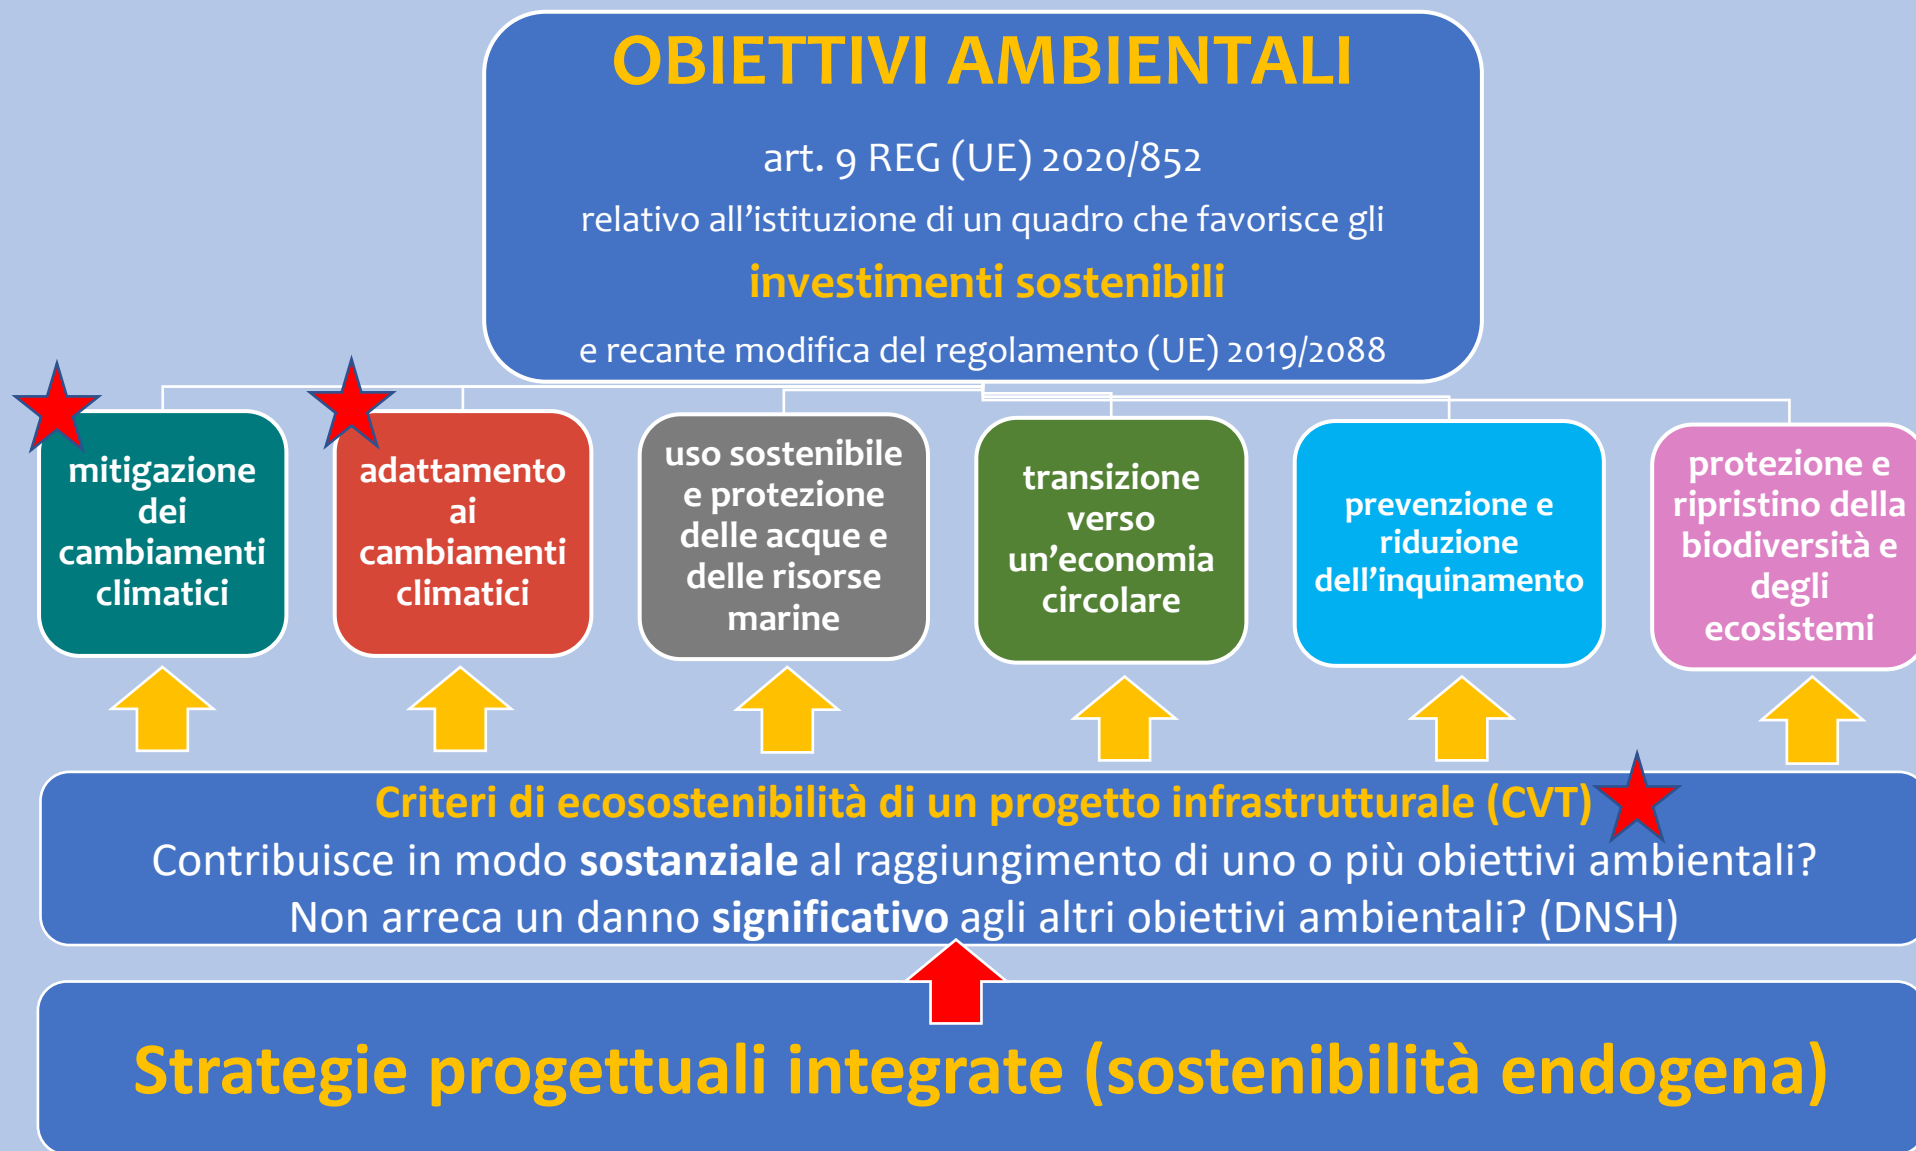 OBIETTIVI AMBIENTALI
art. 9 REG (UE) 2020/852
relativo all’istituzione di un quadro che favorisce gli
investimenti sostenibili
e recante modifica del regolamento (UE) 2019/2088
mitigazione
dei
cambiamenti
climatici
adattamento
ai
cambiamenti
climatici
uso sostenibile
e protezione
delle acque e
delle risorse
marine
transizione
verso
un’economia
circolare
prevenzione e
riduzione
dell’inquinamento
protezione e
ripristino della
biodiversità e
degli
ecosistemi
Criteri di ecosostenibilità di un progetto infrastrutturale (CVT)
Contribuisce in modo sostanziale al raggiungimento di uno o più obiettivi ambientali?
Non arreca un danno significativo agli altri obiettivi ambientali? (DNSH)
Strategie progettuali integrate (sostenibilità endogena)